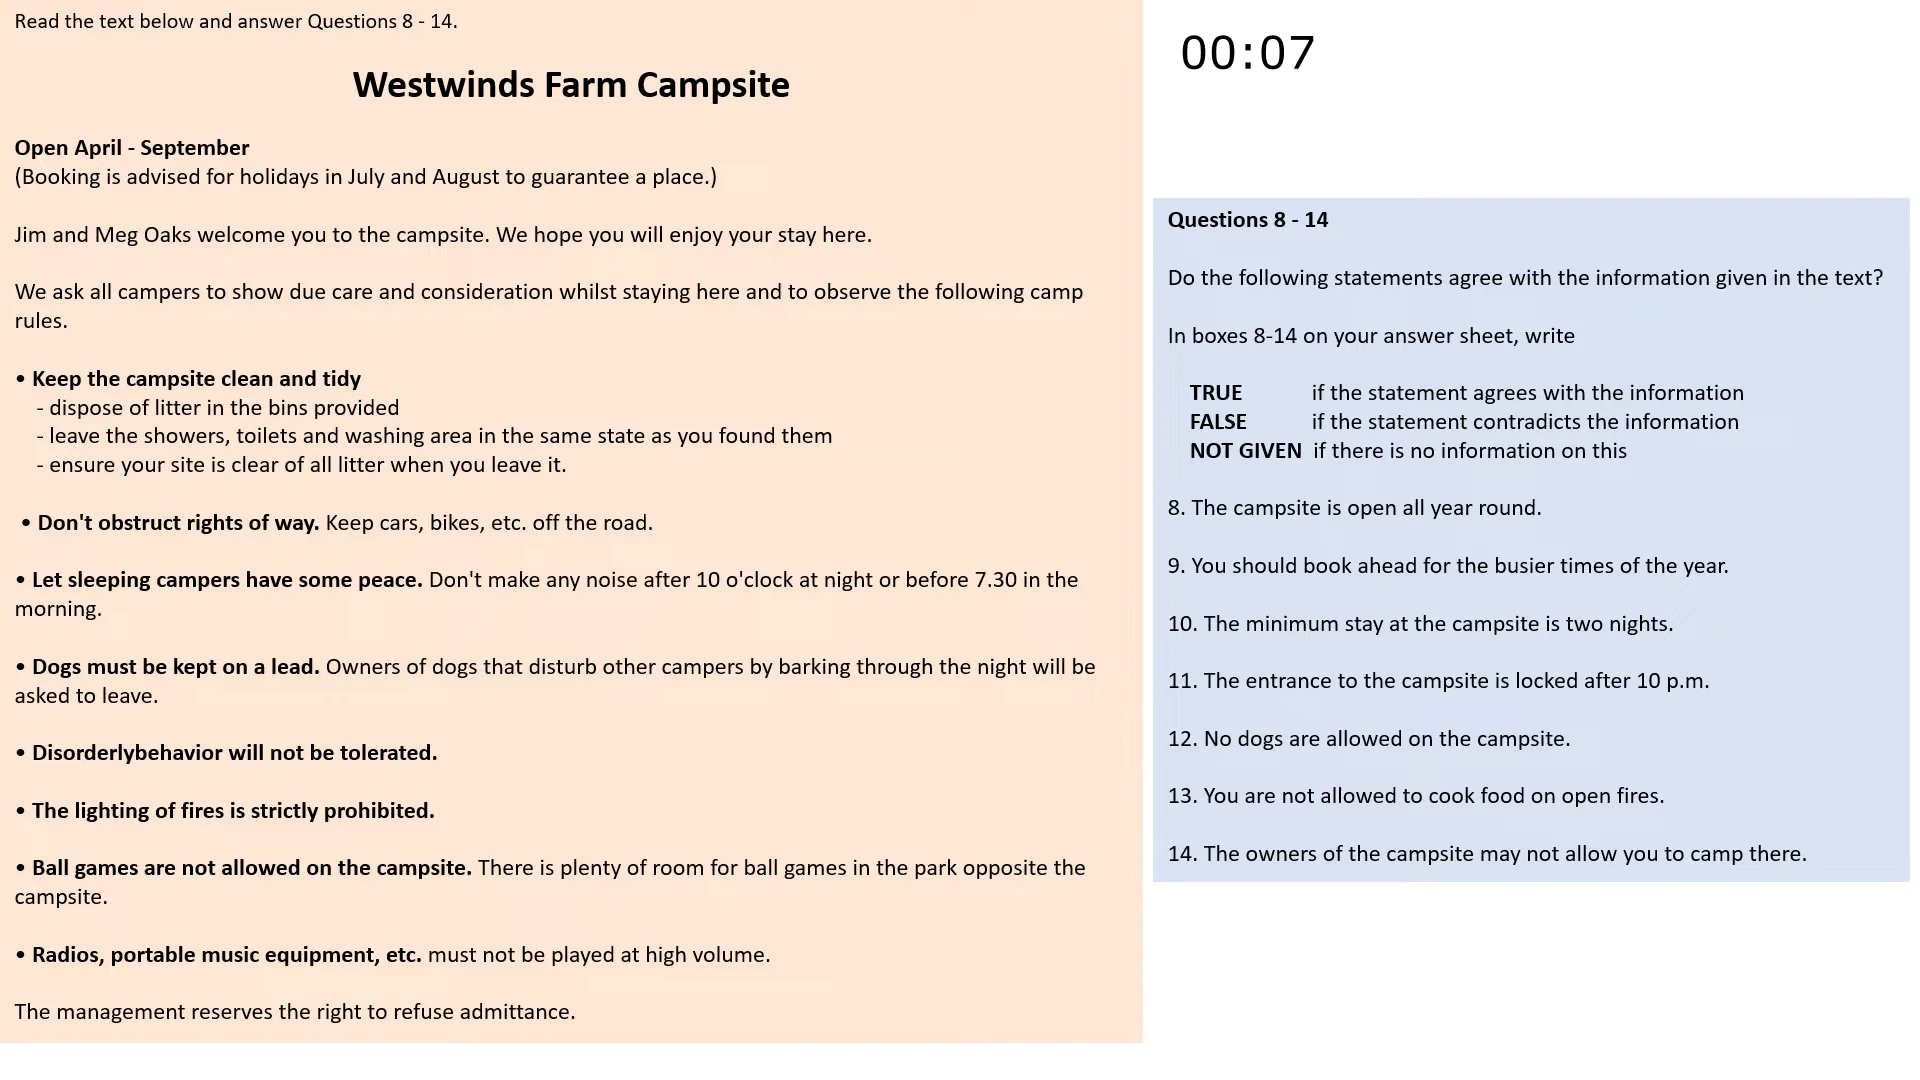 Read the text below and answer Questions 8 - 14.
Westwinds Farm Campsite
Open April - September
(Booking is advised for holidays in July and August to guarantee a place.)
Jim and Meg Oaks welcome you to the campsite. We hope you will enjoy your stay here.
We ask all campers to show due care and consideration whilst staying here and to observe the following camp
rules.
• Keep the campsite clean and tidy
- dispose of litter in the bins provided
- leave the showers, toilets and washing area in the same state as you found them
- ensure your site is clear of all litter when you leave it.
• Don't obstruct rights of way. Keep cars, bikes, etc. off the road.
• Let sleeping campers have some peace. Don't make any noise after 10 o'clock at night or before 7.30 in the
morning.
• Dogs must be kept on a lead. Owners of dogs that disturb other campers by barking through the night will be
asked to leave.
• Disorderlybehavior will not be tolerated.
• The lighting of fires is strictly prohibited.
• Ball games are not allowed on the campsite. There is plenty of room for ball games in the park opposite the
campsite.
• Radios, portable music equipment, etc. must not be played at high volume.
The management reserves the right to refuse admittance.
00:07
Questions 8 - 14
Do the following statements agree with the information given in the text?
In boxes 8-14 on your answer sheet, write
TRUE if the statement agrees with the information
FALSE if the statement contradicts the information
NOT GIVEN if there is no information on this
8. The campsite is open all year round.
9. You should book ahead for the busier times of the year.
10. The minimum stay at the campsite is two nights.
11. The entrance to the campsite is locked after 10 p.m.
12. No dogs are allowed on the campsite.
13. You are not allowed to cook food on open fires.
14. The owners of the campsite may not allow you to camp there.